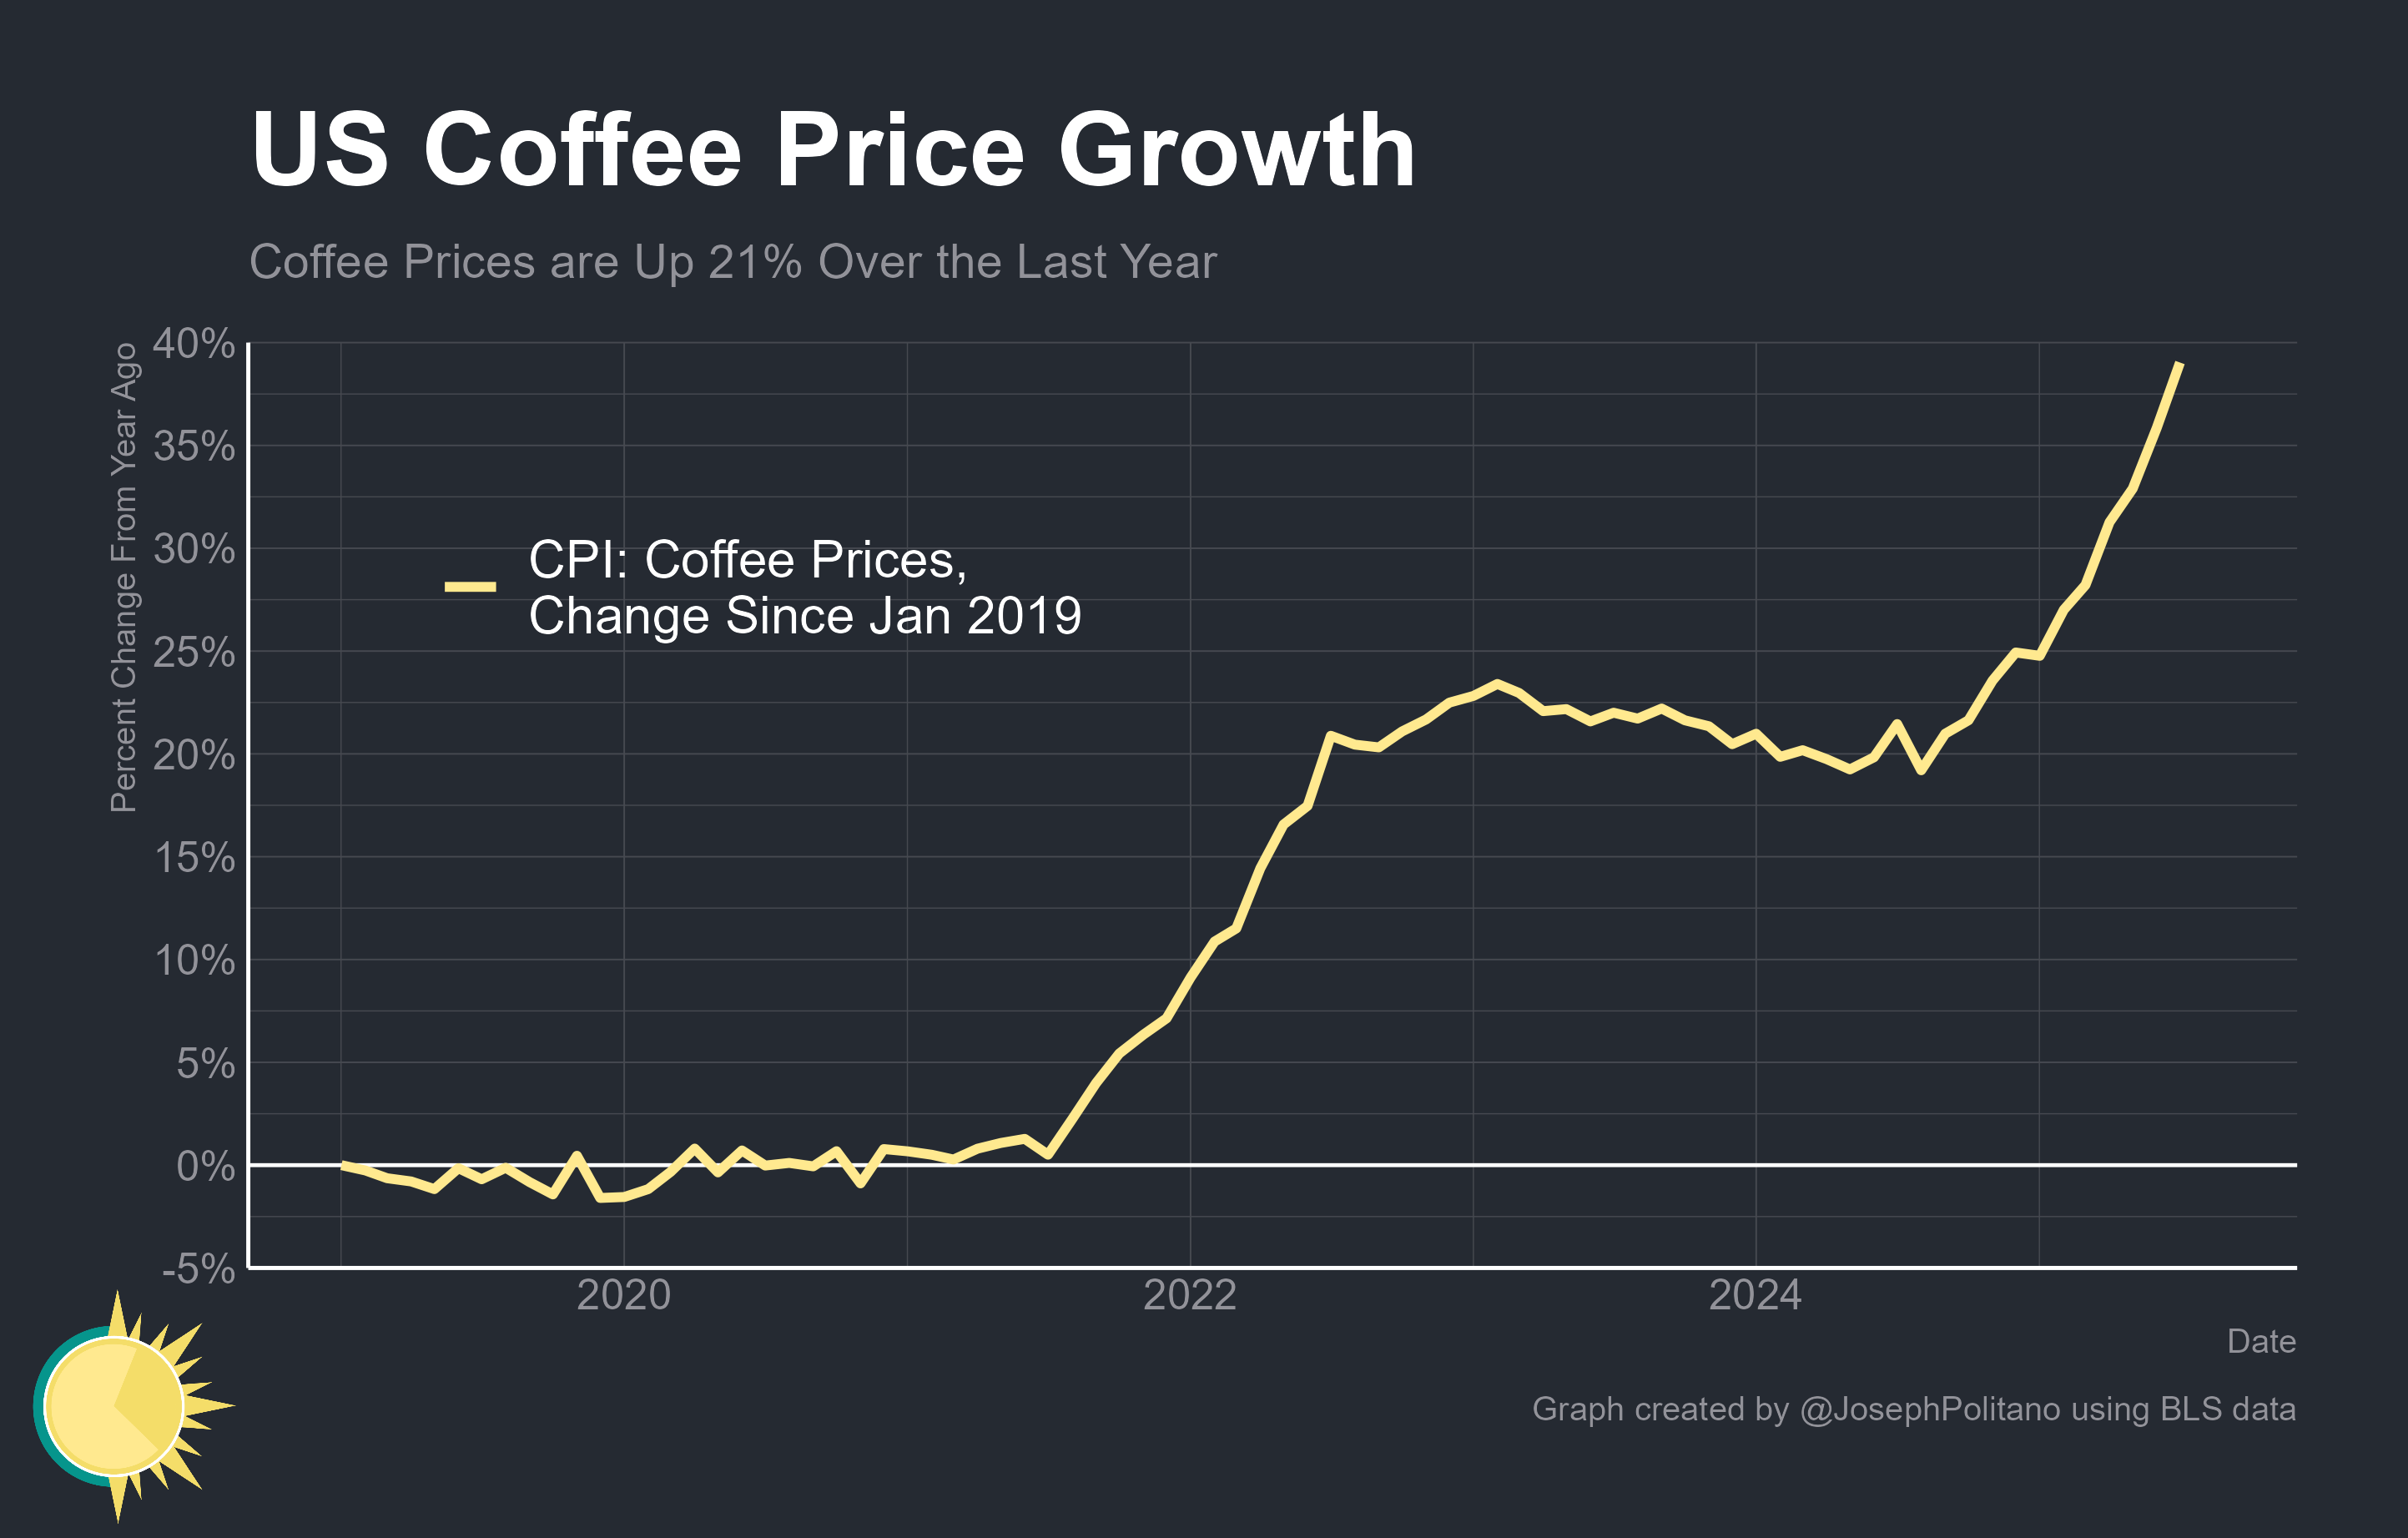 US Coffee Price Growth
Coffee Prices are Up 21% Over the Last Year
Percent Change From Year Ago
40%
35%
30%
25%
20%
15%
10%
5%
0%
-5%
CPI: Coffee Prices,
Change Since Jan 2019
2020
2022
2024
Date
Graph created by @JosephPolitano using BLS data